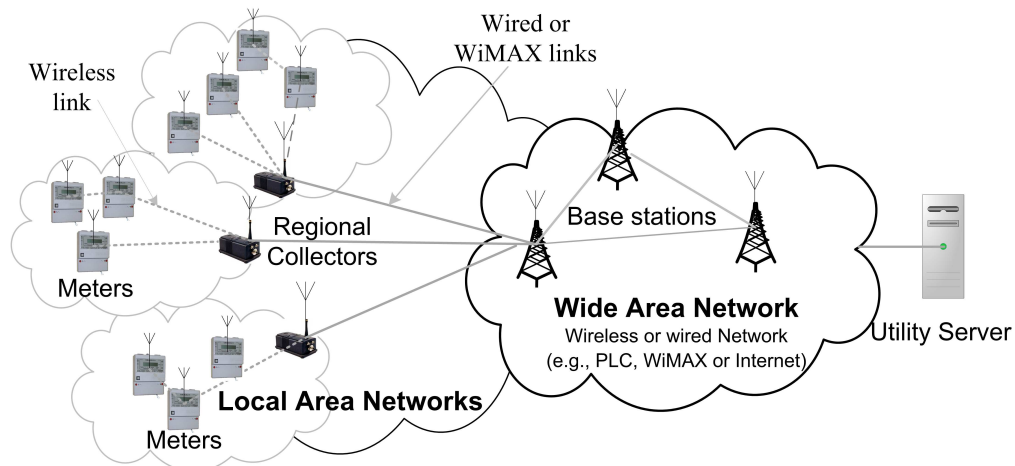 Wired or
WiMAX links
Wireless
link
Regional
Collectors
Meters
Base stations
Wide Area Network
Wireless or wired Network
(e.g., PLC, WiMAX or Internet)
Utility Server
Local Area Networks
Meters